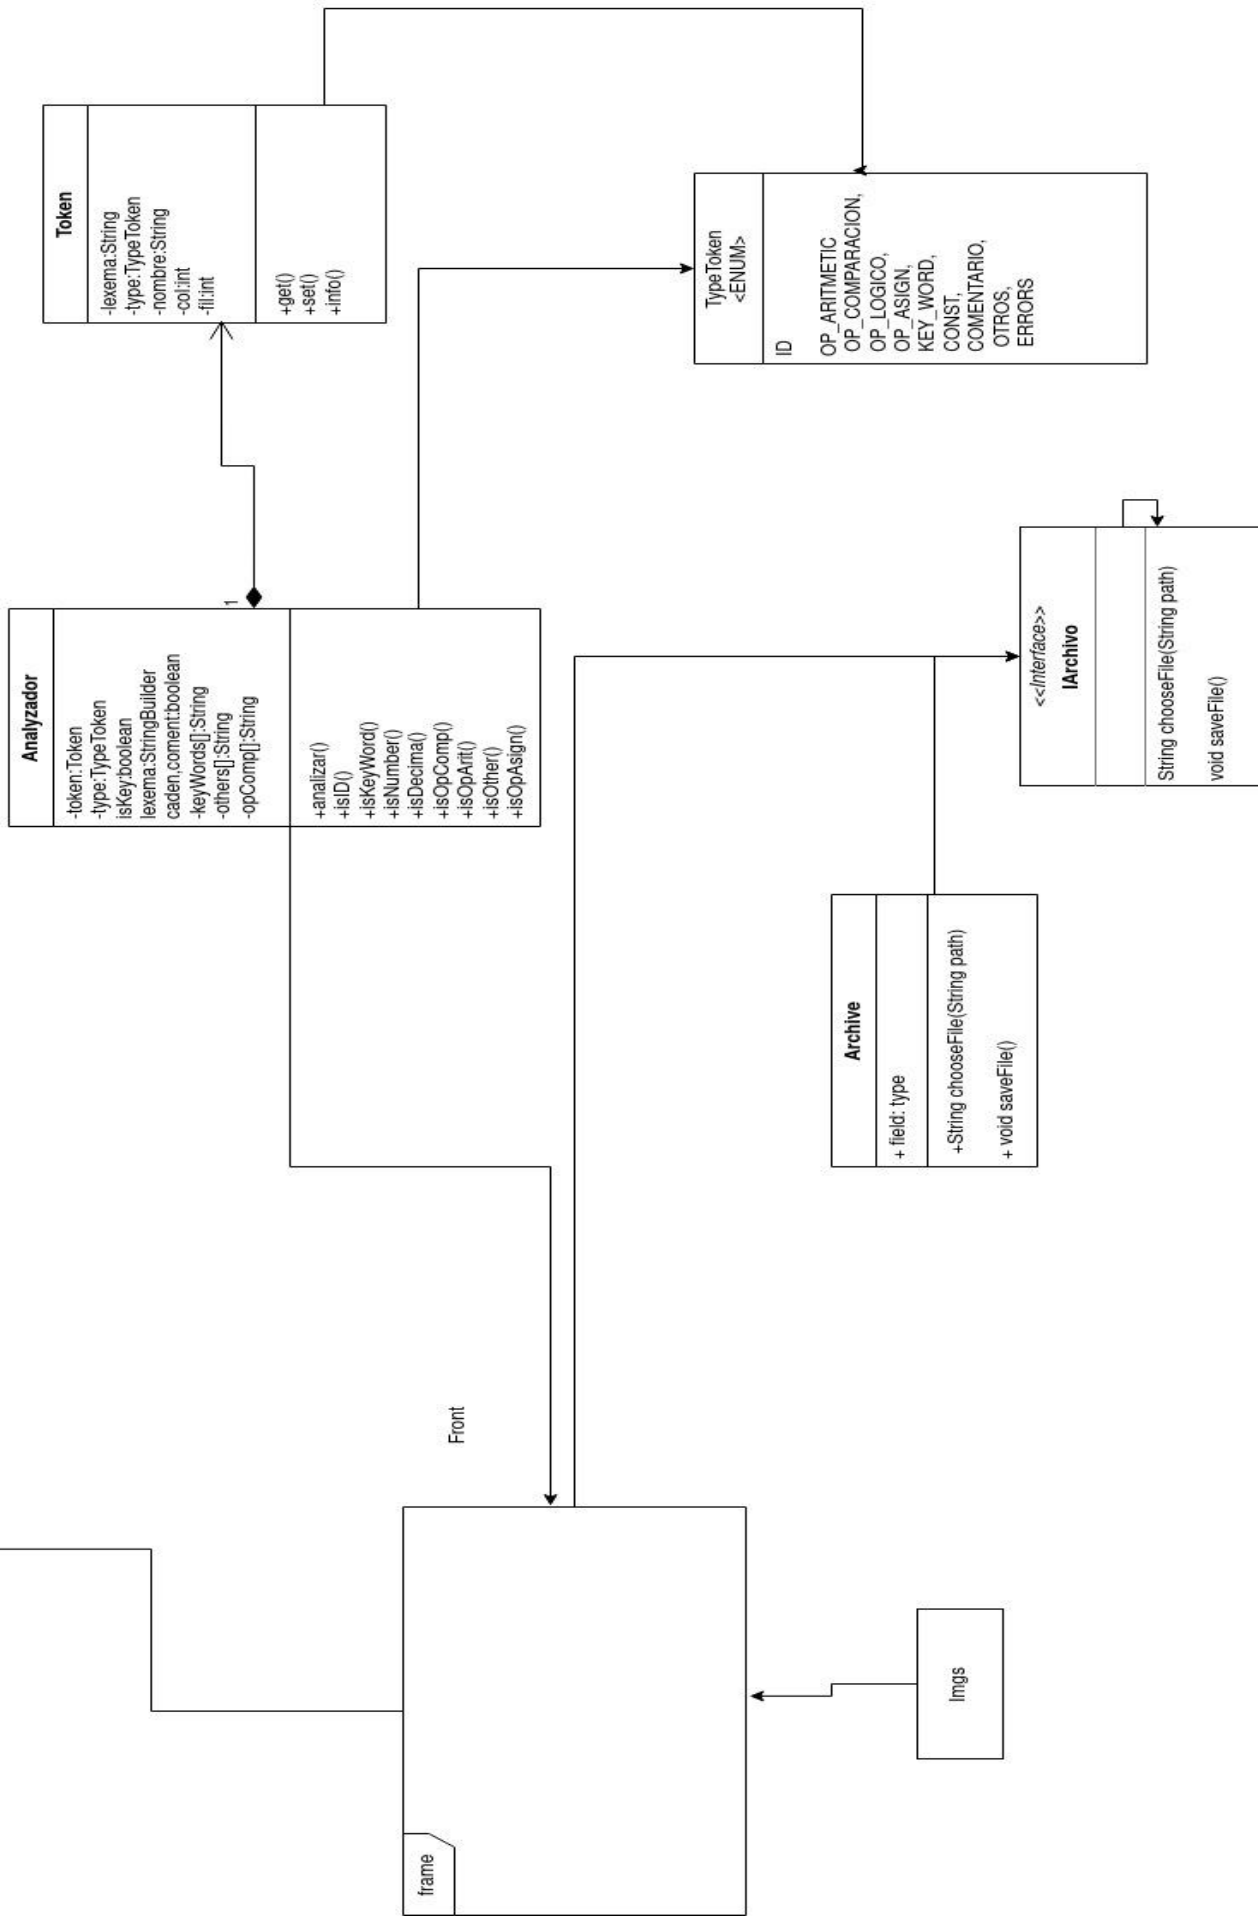 frame
Front
Imgs
Analyzador
-token:Token
-type:TypeToken
isKey:boolean
lexema:StringBuilder
caden,coment:boolean
-keyWords[]:String
-others[]:String
-opComp[]:String
+analizar()
+isID()
+isKeyWord()
+isNumber()
+isDecima()
+isOpComp()
+isOpArit()
+isOther()
+isOpAsign()
1
Token
-lexema:String
-type:TypeToken
-nombre:String
-col:int
-fil:int
+get()
+set()
+info()
TypeToken
<ENUM>
ID
OP_ARITMETIC
OP_COMPARACION,
OP_LOGICO,
OP_ASIGN,
KEY_WORD,
CONST,
COMENTARIO,
OTROS,
ERRORS
Archive
+ field: type
+String chooseFile(String path)
+ void saveFile()
<<Interface>>
IArchivo
String chooseFile(String path)
void saveFile()